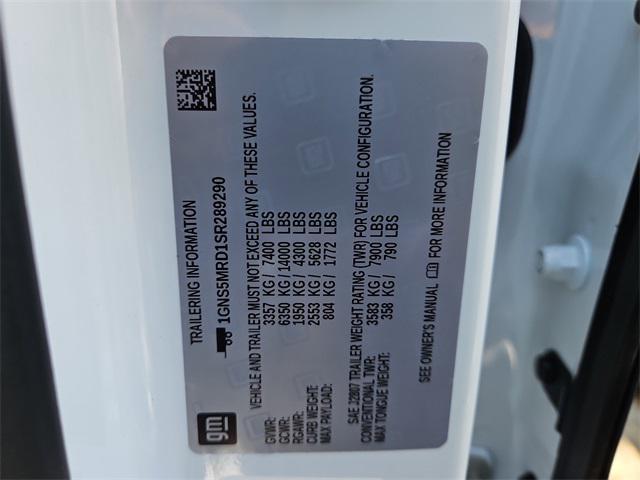 gm
TRAILERING INFORMATION
1GNS5MRD1SR289290
VEHICLE AND TRAILER MUST NOT EXCEED ANY OF THESE VALUES.
GVWR: 3357 KG / 7400 LBS
GCWR: 6350 KG / 14000 LBS
RGAWR: 1950 KG / 4300 LBS
CURB WEIGHT: 2553 KG / 5628 LBS
MAX PAYLOAD: 804 KG / 1772 LBS
SAE J2807 TRAILER WEIGHT RATING (TWR) FOR VEHICLE CONFIGURATION.
CONVENTIONAL TWR: 3583 KG / 7900 LBS
MAX TONGUE WEIGHT: 358 KG / 790 LBS
SEE OWNER'S MANUAL FOR MORE INFORMATION